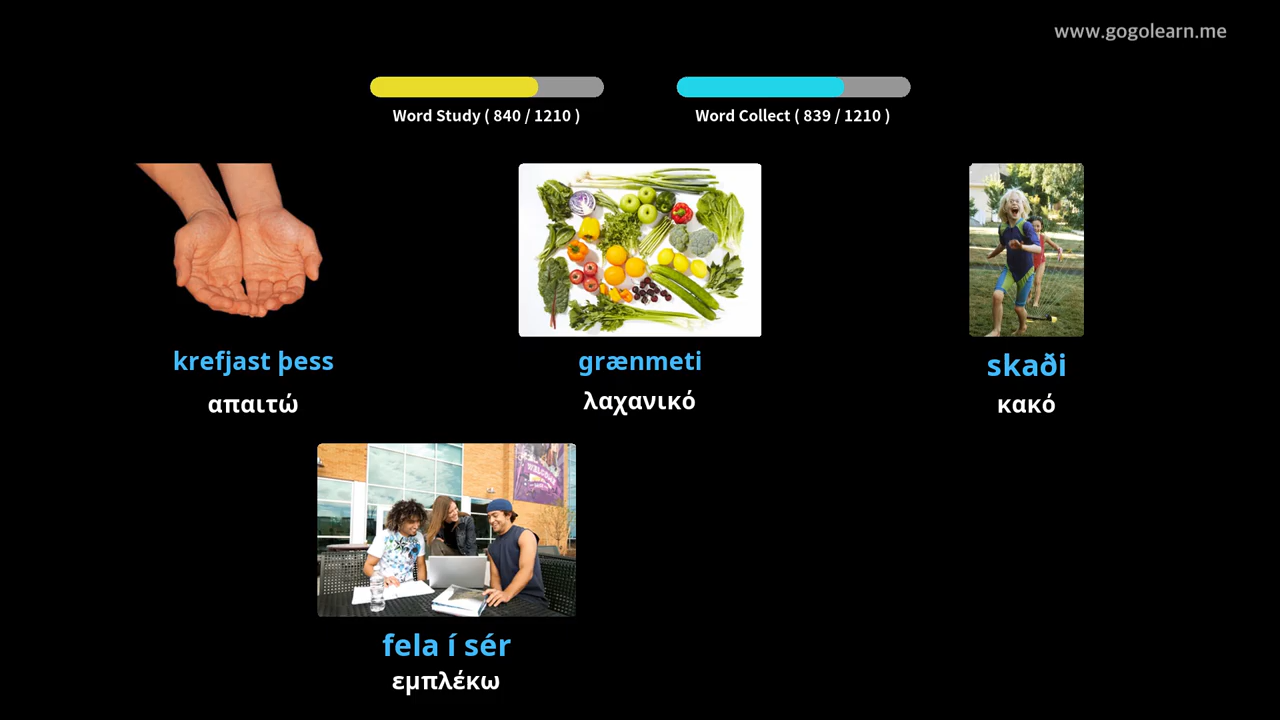 www.gogolearn.me
Word Study ( 840 / 1210 )
Word Collect ( 839 / 1210 )
krefjast þess
απαιτώ
grænmeti
λαχανικό
skaði
κακό
WELCOME
fela í sér
εμπλέκω